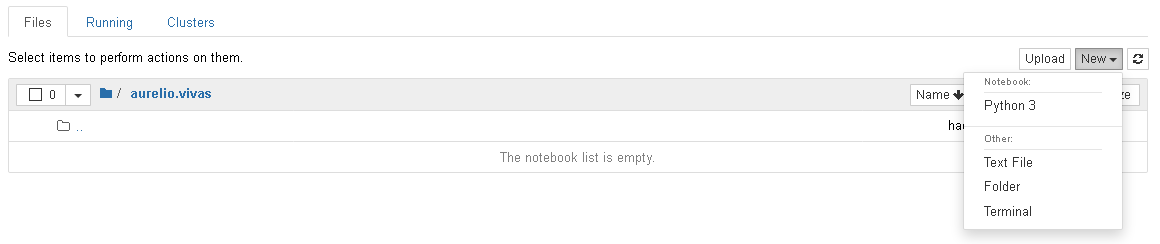 Files Running Clusters
Select items to perform actions on them. Upload New
0 / aurelio.vivas Name
Notebook:
Python 3
..
Other:
The notebook list is empty.
Text File
Folder
Terminal